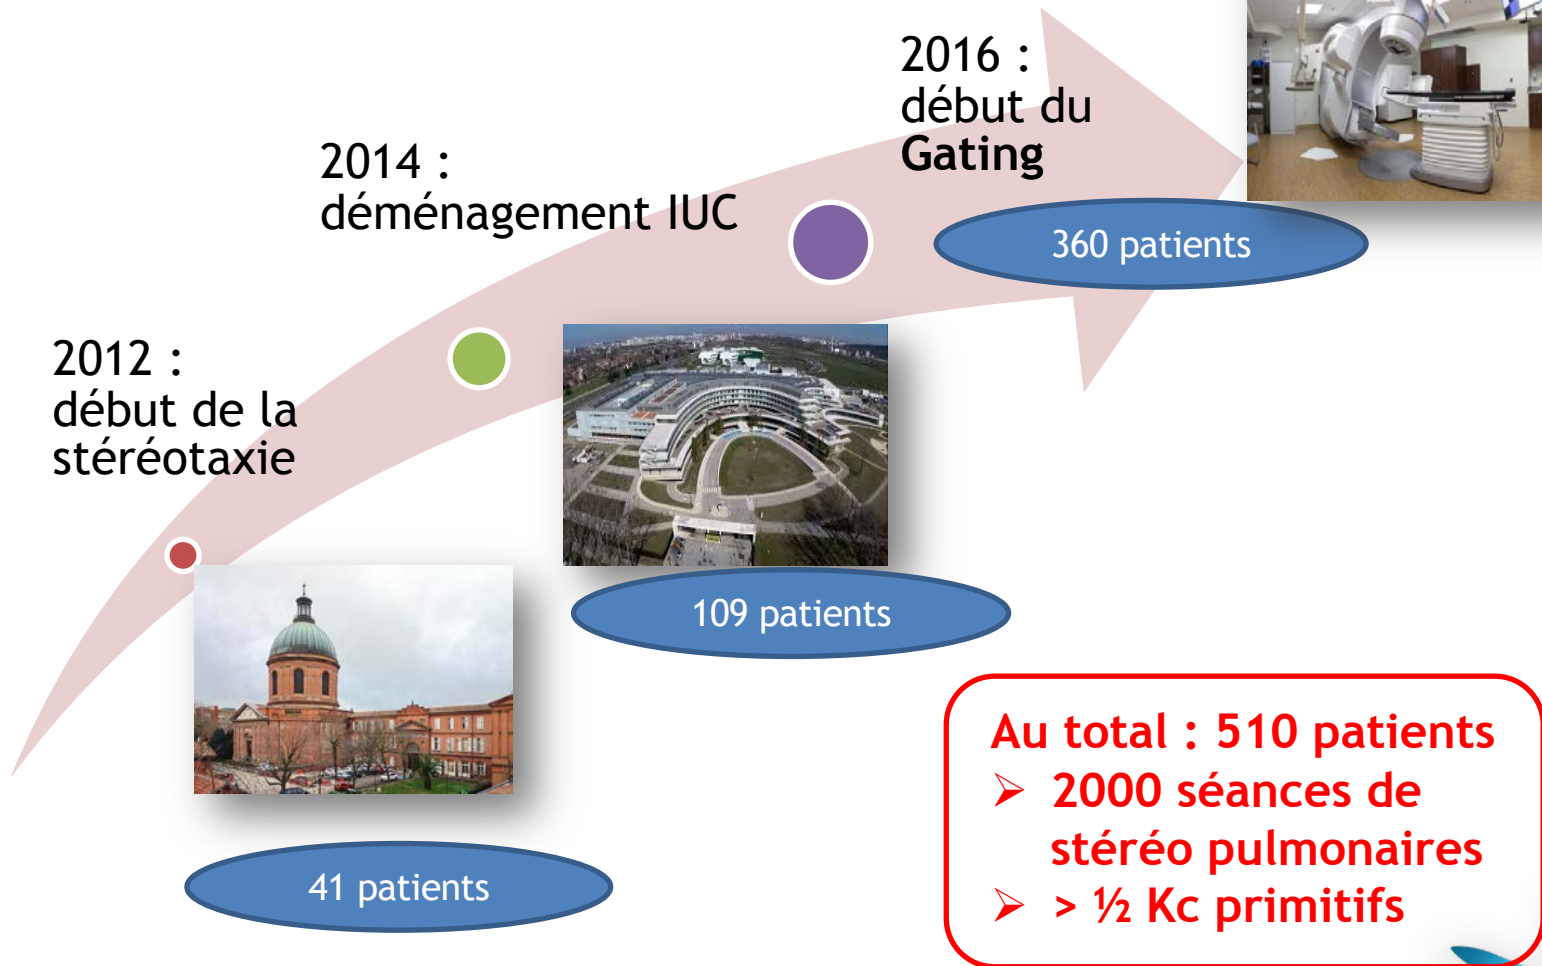 2016 :
début du
Gating
2014 :
déménagement IUC
360 patients
2012 :
début de la
stéréotaxie
109 patients
41 patients
Au total : 510 patients
➢ 2000 séances de
stéréo pulmonaires
➢ > ½ Kc primitifs